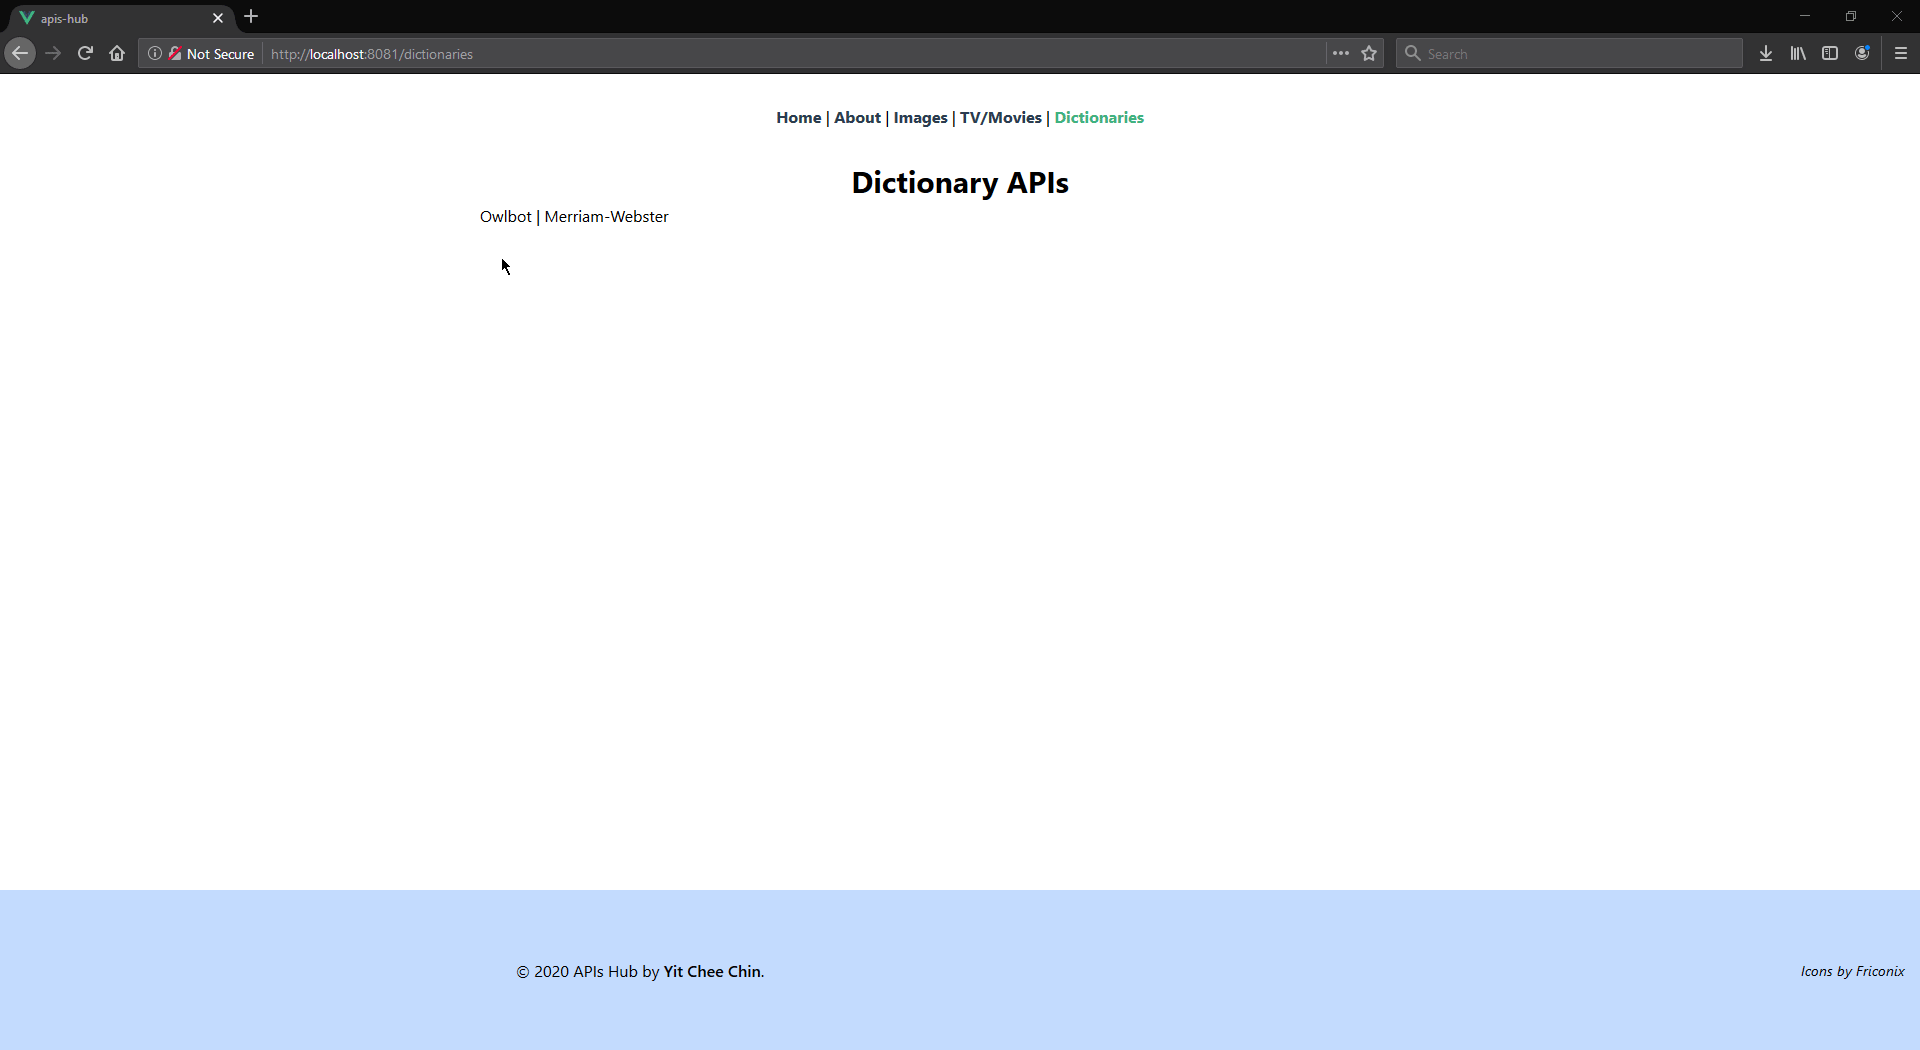 apis-hub
Not Secure http://localhost:8081/dictionaries Search
Home | About | Images | TV/Movies | Dictionaries
Dictionary APIs
Owlbot | Merriam-Webster
© 2020 APIs Hub by Yit Chee Chin.
Icons by Friconix